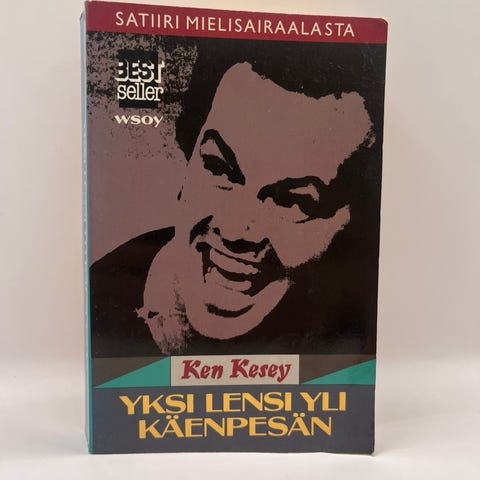 SATIIRI MIELISAIRAALASTA
BEST
seller
wsoy
Ken Kesey
YKSI LENSI YLI
KÄENPESÄN